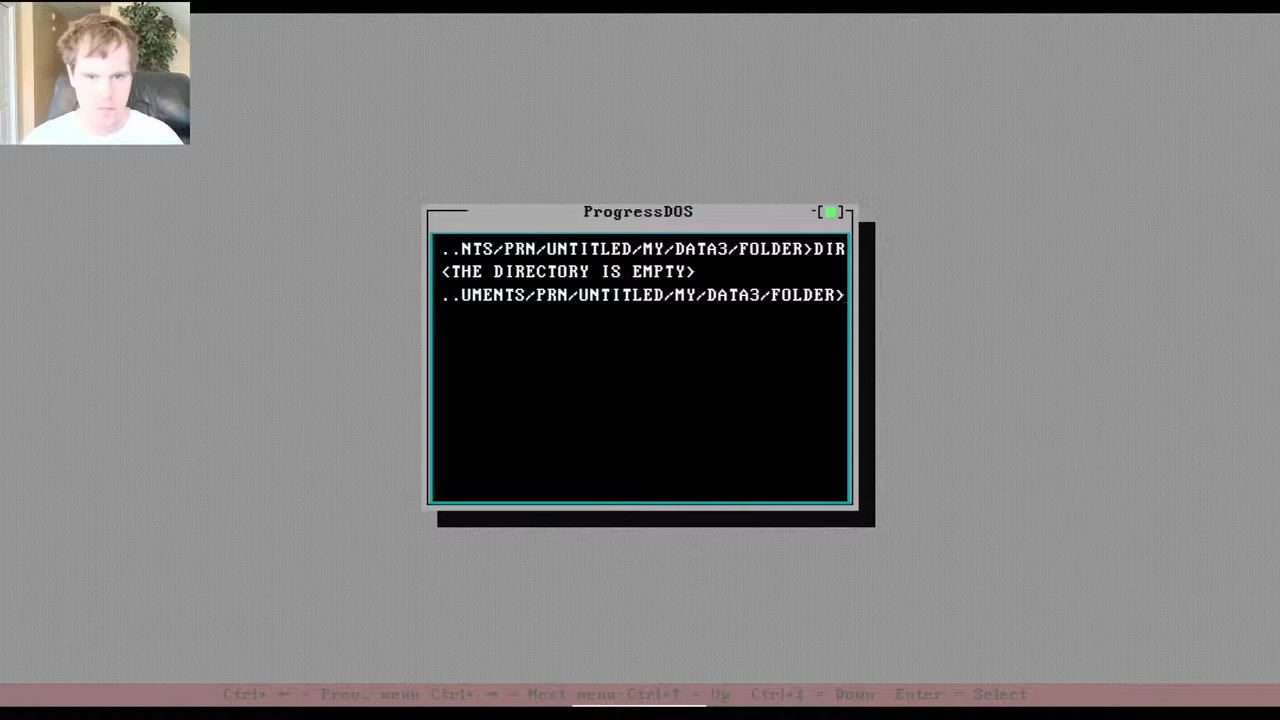 ProgressDOS
..NTS/PRN/UNTITLED/MY/DATA3/FOLDER>DIR
<THE DIRECTORY IS EMPTY>
..UMENTS/PRN/UNTITLED/MY/DATA3/FOLDER>
Ctrl+ ← = Prev. menu Ctrl+ → = Next menu Ctrl+↑ = Up Ctrl+↓ = Down Enter = Select